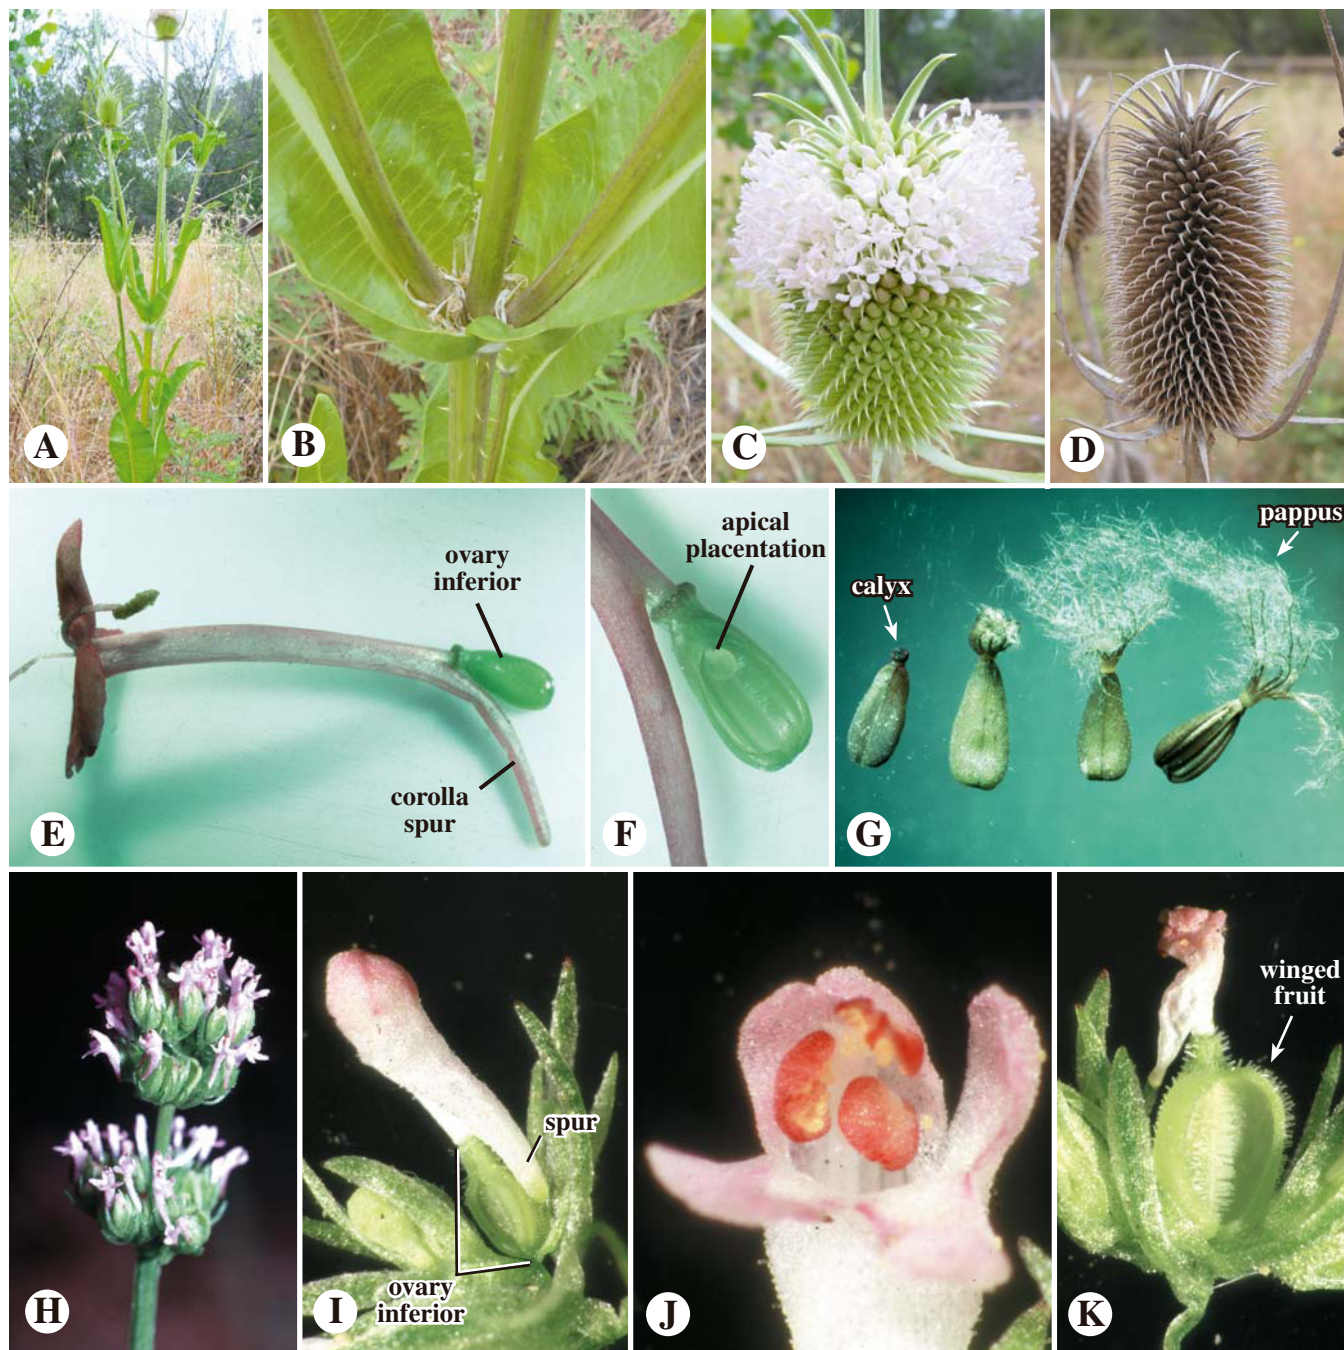 A
B
C
D
ovary
inferior
corolla
spur
E
apical
placentation
F
pappus
calyx
G
H
spur
ovary
inferior
I
J
winged
fruit
K